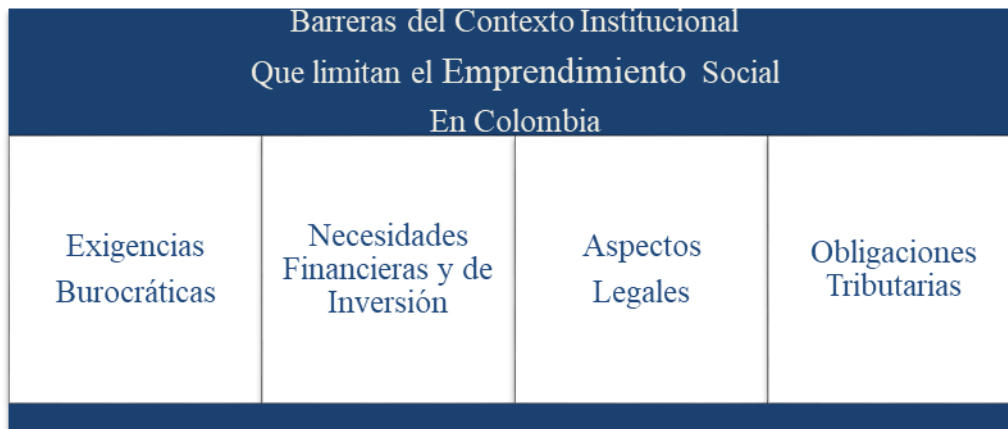 Barreras del Contexto Institucional
Que limitan el Emprendimiento Social
En Colombia
Exigencias
Burocráticas
Necesidades
Financieras y de
Inversión
Aspectos
Legales
Obligaciones
Tributarias